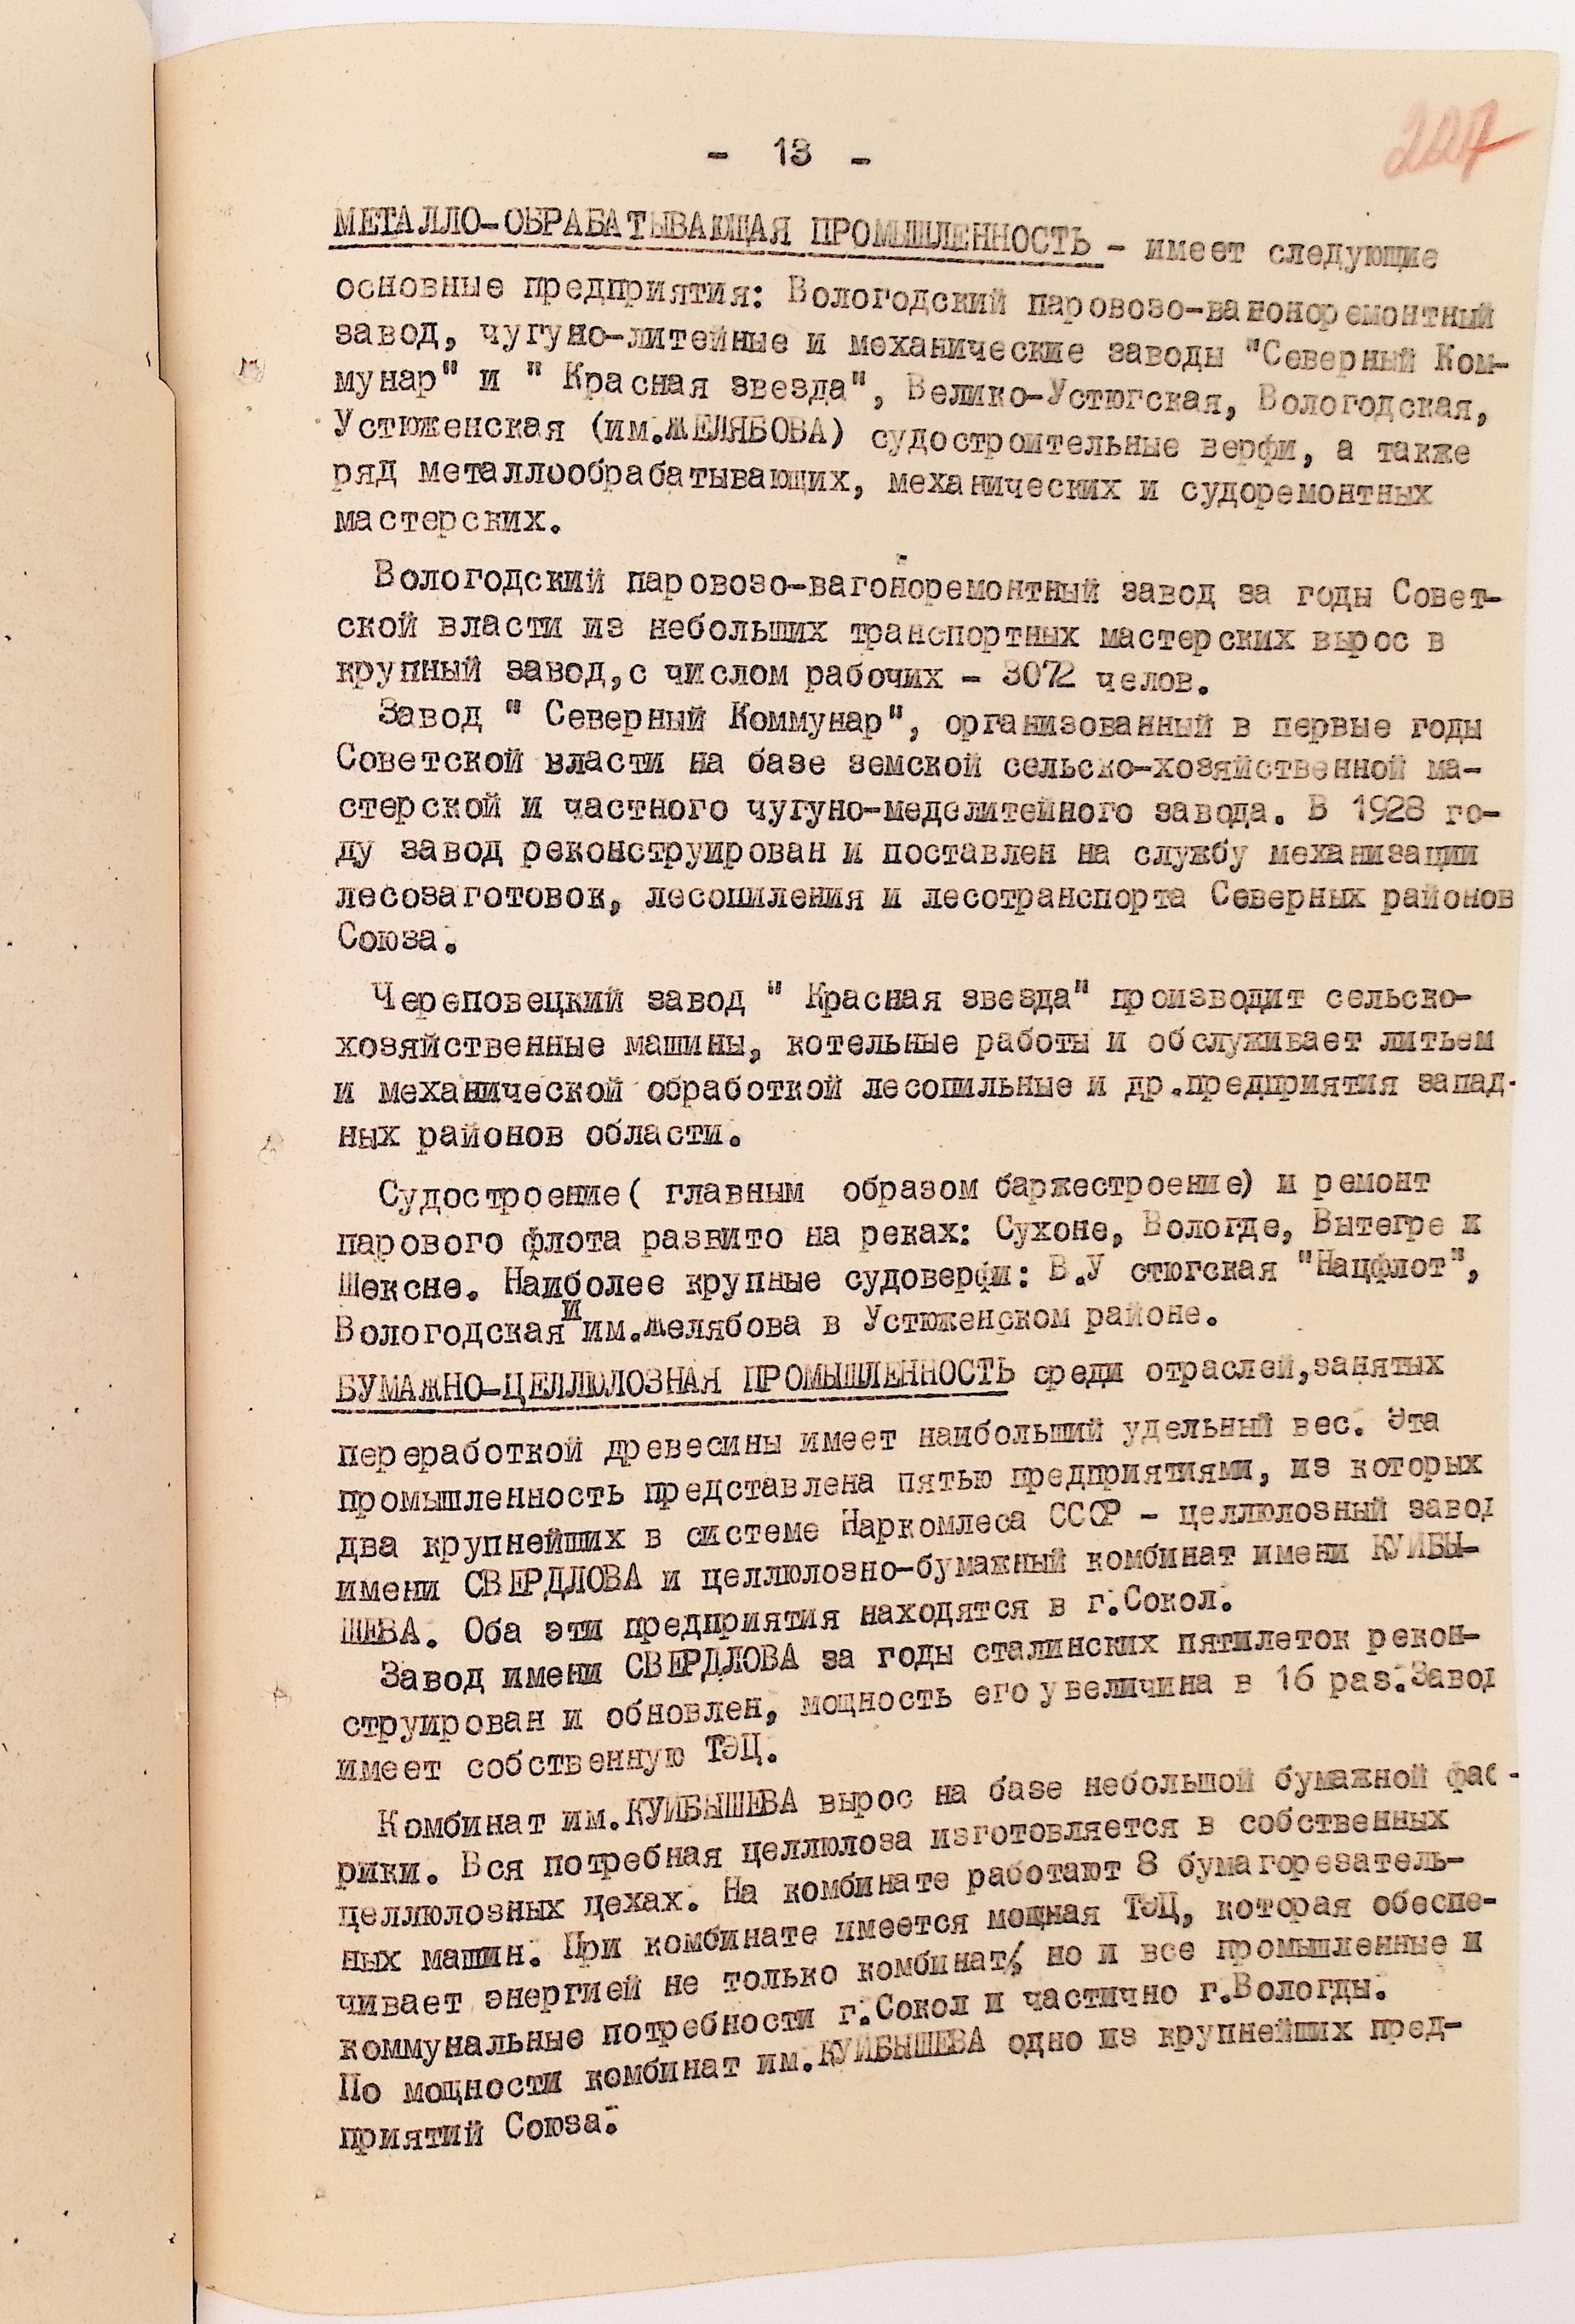 - 13 -
227
МЕТАЛЛО-ОБРАБАТЫВАЮЩАЯ ПРОМЫШЛЕННОСТЬ - имеет следующие
основные предприятия: Вологодский паровозо-вагоноремонтный
завод, чугуно-литейные и механические заводы "Северный Ком-
мунар" и " Красная звезда", Велико-Устюгская, Вологодская,
Устюженская (им.ЖЕЛЯБОВА) судостроительные верфи, а также
ряд металлообрабатывающих, механических и судоремонтных
мастерских.
Вологодский паровозо-вагоноремонтный завод за годы Совет-
ской власти из небольших транспортных мастерских вырос в
крупный завод,с числом рабочих - 3072 челов.
Завод " Северный Коммунар", организованный в первые годы
Советской власти на базе земской сельско-хозяйственной ма-
стерской и частного чугуно-меделитейного завода. В 1928 го-
ду завод реконструирован и поставлен на службу механизации
лесозаготовок, лесопиления и лесотранспорта Северных районов
Союза.
Череповецкий завод " Красная звезда" производит сельско-
хозяйственные машины, котельные работы и обслуживает литьем
и механической обработкой лесопильные и др.предприятия запад-
ных районов области.
Судостроение( главным образом баржестроение) и ремонт
парового флота развито на реках: Сухоне, Вологде, Вытегре и
Шексне. Наиболее крупные судоверфи: В.У стюгская "Нацфлот",
Вологодская и им.Желябова в Устюженском районе.
БУМАЖНО-ЦЕЛЛЮЛОЗНАЯ ПРОМЫШЛЕННОСТЬ среди отраслей,занятых
переработкой древесины имеет наибольший удельный вес. Эта
промышленность представлена пятью предприятиями, из которых
два крупнейших в системе Наркомлеса СССР - целлюлозный завод
имени СВЕРДЛОВА и целлюлозно-бумажный комбинат имени КУЙБЫ-
ШЕВА. Оба эти предприятия находятся в г.Сокол.
Завод имени СВЕРДЛОВА за годы сталинских пятилеток рекон-
струирован и обновлен, мощность его увеличина в 16 раз.Завод
имеет собственную ТЭЦ.
Комбинат им.КУЙБЫШЕВА вырос на базе небольшой бумажной фаб-
рики. Вся потребная целлюлоза изготовляется в собственных
целлюлозных цехах. На комбинате работают 8 бумагорезатель-
ных машин. При комбинате имеется мощная ТЭЦ, которая обеспе-
чивает энергией не только комбинат, но и все промышленные и
коммунальные потребности г.Сокол и частично г.Вологды.
По мощности комбинат им.КУЙБЫШЕВА одно из крупнейших пред-
приятий Союза.